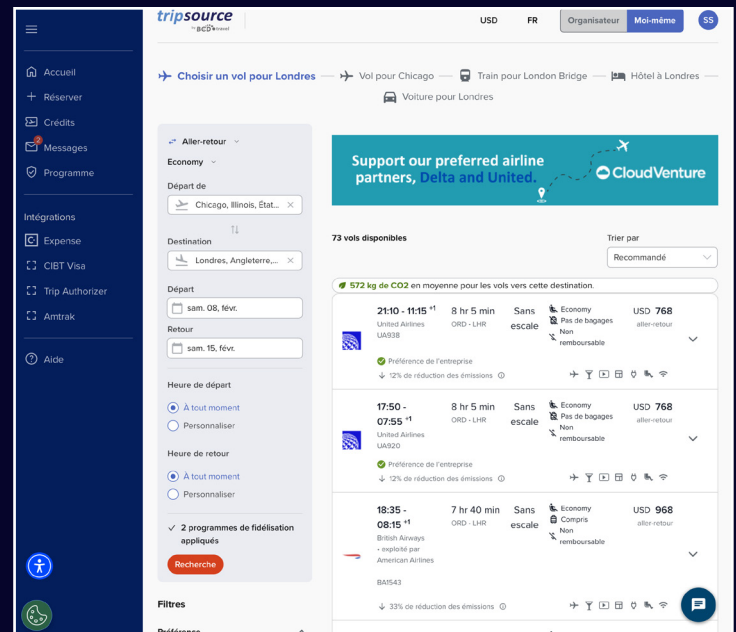 tripsource
by BCD travel
USD
FR
Organisateur
Moi-même
SS
Accueil
Réserver
Crédits
2
Messages
Programme
Intégrations
Expense
CIBT Visa
Trip Authorizer
Amtrak
Aide
Choisir un vol pour Londres
Vol pour Chicago
Train pour London Bridge
Hôtel à Londres
Voiture pour Londres
Aller-retour
Economy
Départ de
Chicago, Illinois, État...
Destination
Londres, Angleterre,...
Départ
sam. 08, févr.
Retour
sam. 15, févr.
Heure de départ
À tout moment
Personnaliser
Heure de retour
À tout moment
Personnaliser
2 programmes de fidélisation
appliqués
Recherche
Filtres
Support our preferred airline
partners, Delta and United.
CloudVenture
73 vols disponibles
Trier par
Recommandé
572 kg de CO2 en moyenne pour les vols vers cette destination.
21:10 - 11:15 +1
United Airlines
UA938
8 hr 5 min
ORD - LHR
Sans
escale
Economy
Pas de bagages
Non
remboursable
USD 768
aller-retour
Préférence de l'entreprise
12% de réduction des émissions
17:50 -
07:55 +1
United Airlines
UA920
8 hr 5 min
ORD - LHR
Sans
escale
Economy
Pas de bagages
Non
remboursable
USD 768
aller-retour
Préférence de l'entreprise
12% de réduction des émissions
18:35 -
08:15 +1
British Airways
• exploité par
American Airlines
BA1543
7 hr 40 min
ORD - LHR
Sans
escale
Economy
Compris
Non
remboursable
USD 968
aller-retour
33% de réduction des émissions